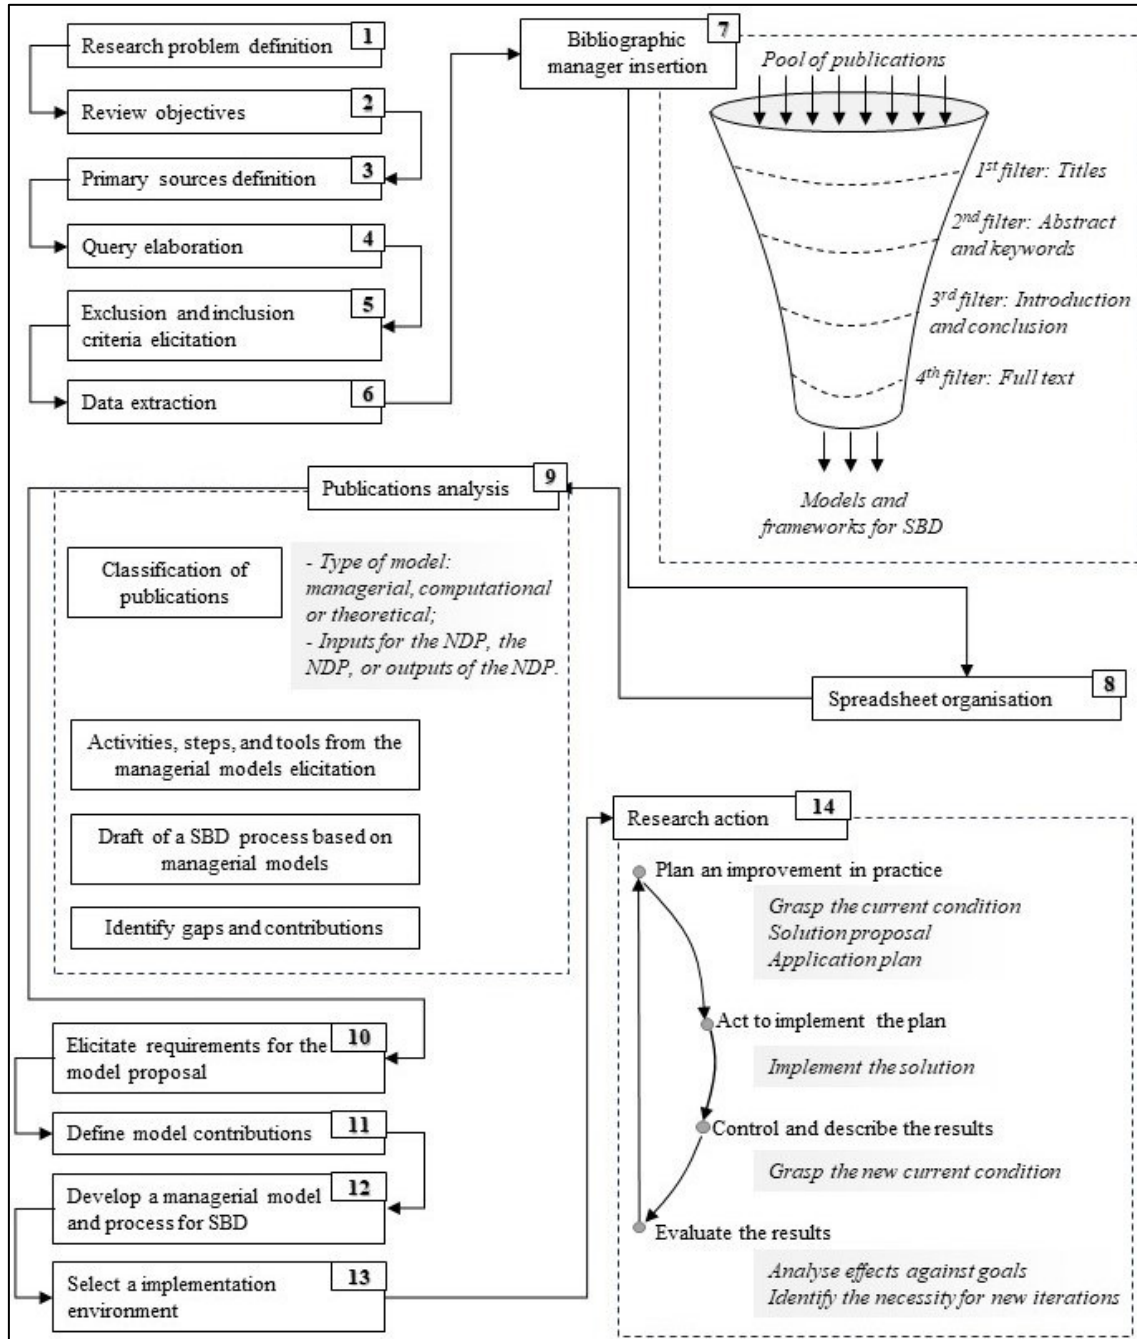 1
Research problem definition
2
Review objectives
3
Primary sources definition
4
Query elaboration
5
Exclusion and inclusion
criteria elicitation
6
Data extraction
7
Bibliographic
manager insertion
Pool of publications
1st filter: Titles
2nd filter: Abstract
and keywords
3rd filter: Introduction
and conclusion
4th filter: Full text
Models and
frameworks for SBD
8
Spreadsheet organisation
9
Publications analysis
Classification of
publications
- Type of model:
managerial, computational
or theoretical;
- Inputs for the NDP, the
NDP, or outputs of the NDP.
Activities, steps, and tools from the
managerial models elicitation
Draft of a SBD process based on
managerial models
Identify gaps and contributions
10
Elicitate requirements for the
model proposal
11
Define model contributions
12
Develop a managerial model
and process for SBD
13
Select a implementation
environment
14
Research action
Plan an improvement in practice
Grasp the current condition
Solution proposal
Application plan
Act to implement the plan
Implement the solution
Control and describe the results
Grasp the new current condition
Evaluate the results
Analyse effects against goals
Identify the necessity for new iterations